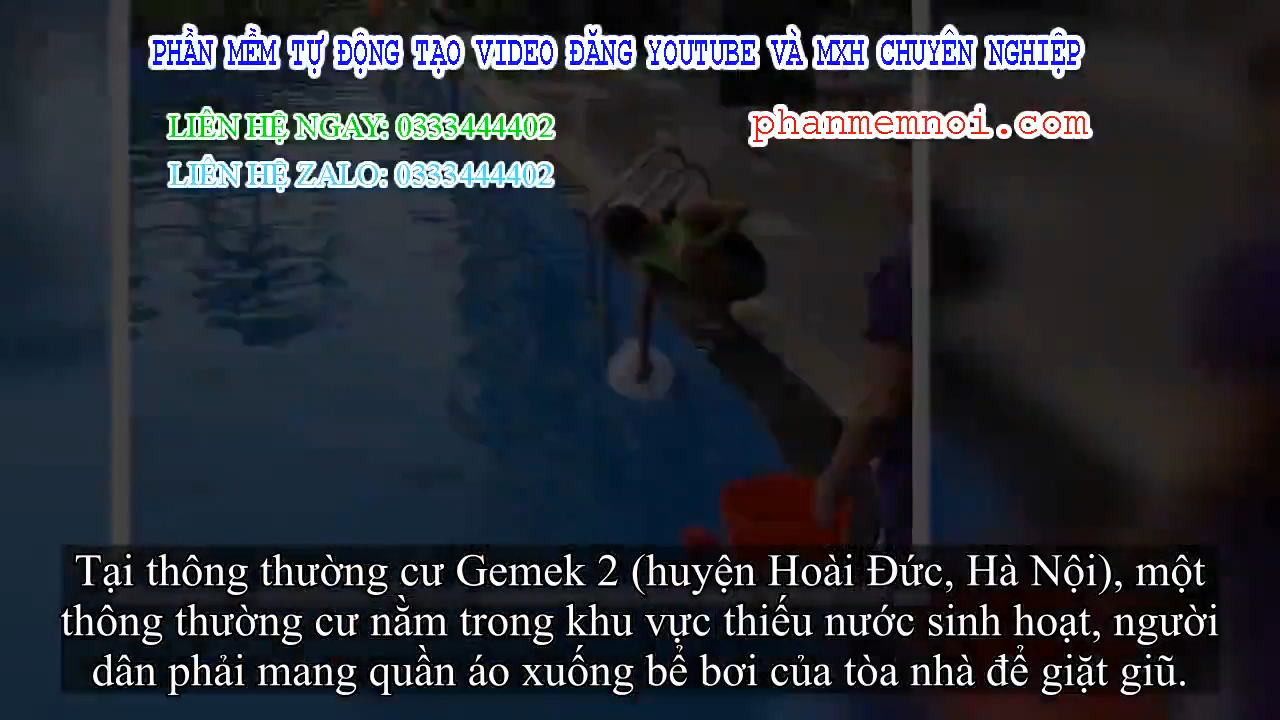 PHẦN MỀM TỰ ĐỘNG TẠO VIDEO ĐĂNG YOUTUBE VÀ MXH CHUYÊN NGHIỆP
LIÊN HỆ NGAY: 0333444402
phanmemnoi.com
LIÊN HỆ ZALO: 0333444402
Tại thông thường cư Gemek 2 (huyện Hoài Đức, Hà Nội), một
thông thường cư nằm trong khu vực thiếu nước sinh hoạt, người
dân phải mang quần áo xuống bể bơi của tòa nhà để giặt giũ.